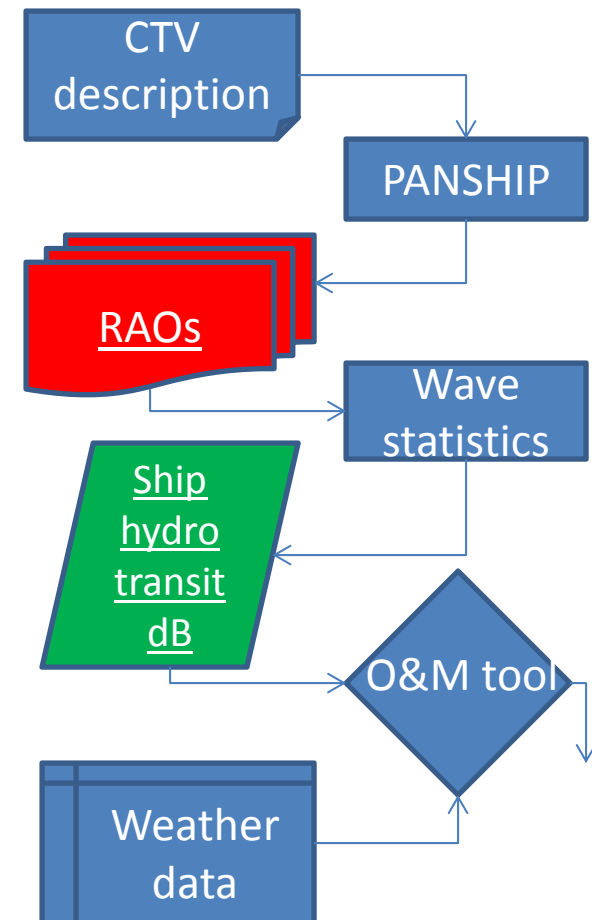 CTV
description
PANSHIP
RAOs
Wave
statistics
Ship
hydro
transit
dB
O&M tool
Weather
data